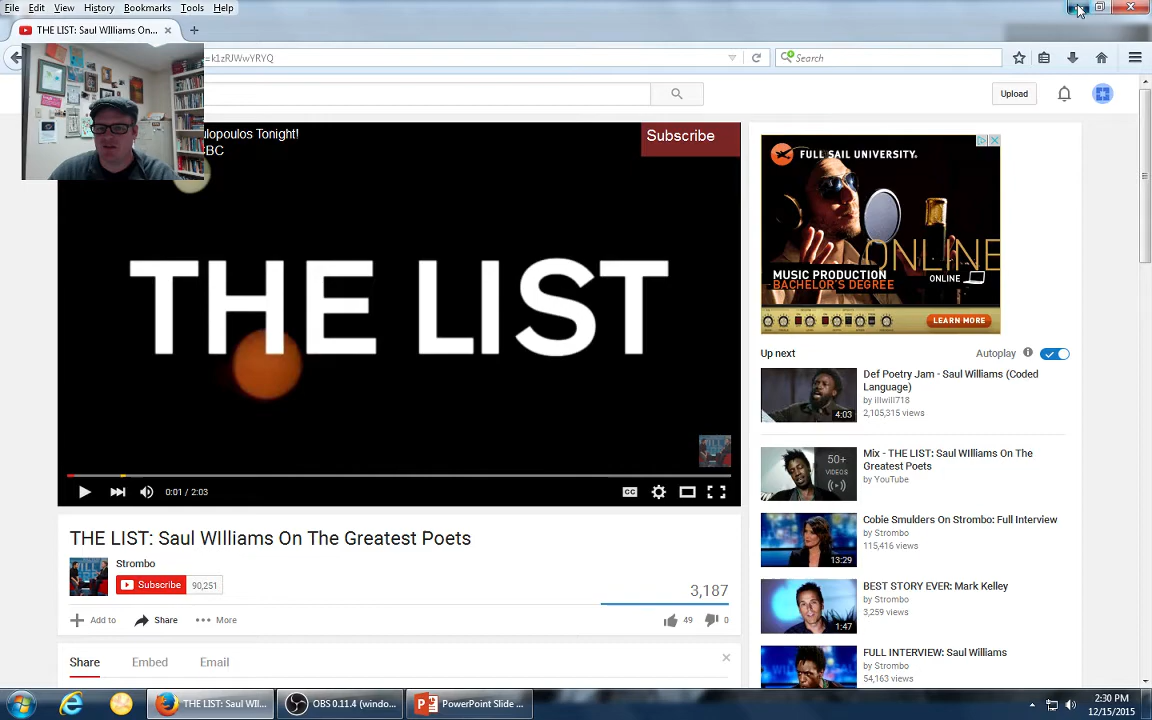 File Edit View History Bookmarks Tools Help
THE LIST: Saul WIlliams On...
=k1zRJWwYRYQ
Search
Upload
ulopoulos Tonight!
BC
Subscribe
THE LIST
0:01 / 2:03
CC
FULL SAIL UNIVERSITY.
ONLINE
MUSIC PRODUCTION
BACHELOR'S DEGREE
ONLINE
LEARN MORE
Up next
Autoplay
Def Poetry Jam - Saul Williams (Coded
Language)
by illwill718
2,105,315 views
4:03
Mix - THE LIST: Saul WIlliams On The
Greatest Poets
by YouTube
50+
VIDEOS
Cobie Smulders On Strombo: Full Interview
by Strombo
115,416 views
13:29
BEST STORY EVER: Mark Kelley
by Strombo
3,259 views
1:47
FULL INTERVIEW: Saul Williams
by Strombo
54,163 views
THE LIST: Saul WIlliams On The Greatest Poets
Strombo
Subscribe 90,251
3,187
Add to Share More
49 0
Share Embed Email
THE LIST: Saul WIl...
OBS 0.11.4 (windo...
PowerPoint Slide ...
2:30 PM
12/15/2015